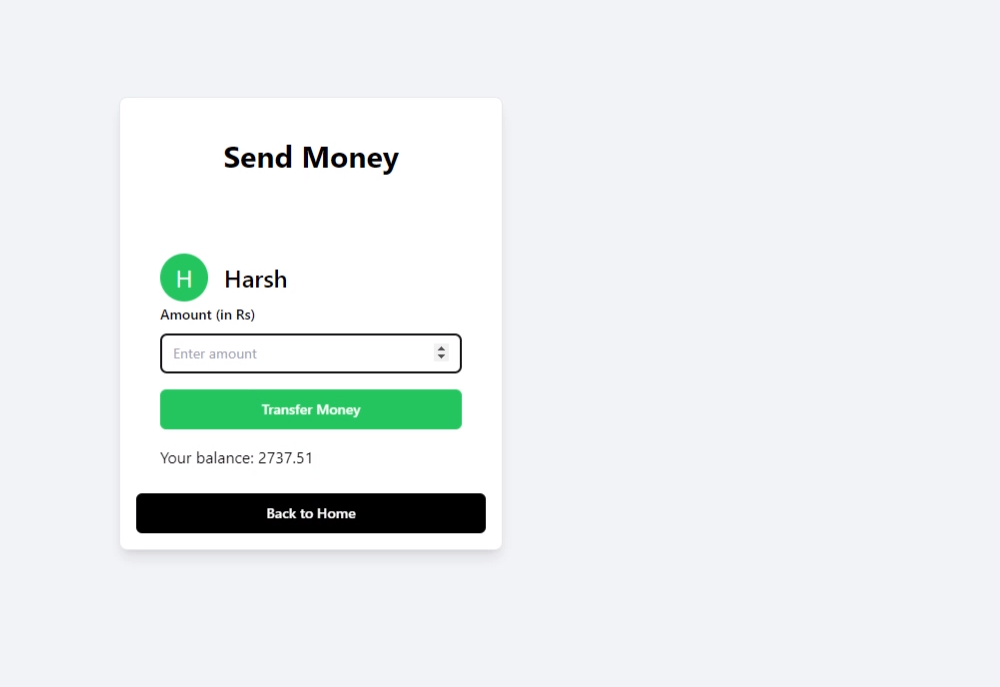 Send Money
H Harsh
Amount (in Rs)
Enter amount
Transfer Money
Your balance: 2737.51
Back to Home